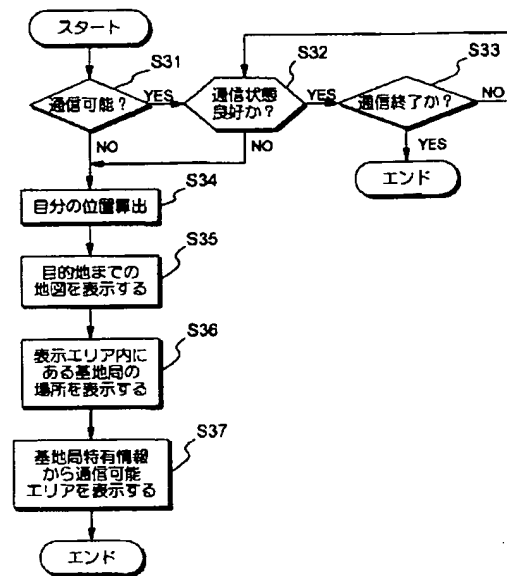 スタート
S31
通信可能？
YES
NO
S32
通信状態
良好か？
YES
NO
S33
通信終了か？
NO
YES
エンド
S34
自分の位置算出
S35
目的地までの
地図を表示する
S36
表示エリア内に
ある基地局の
場所を表示する
S37
基地局特有情報
から通信可能
エリアを表示する
エンド